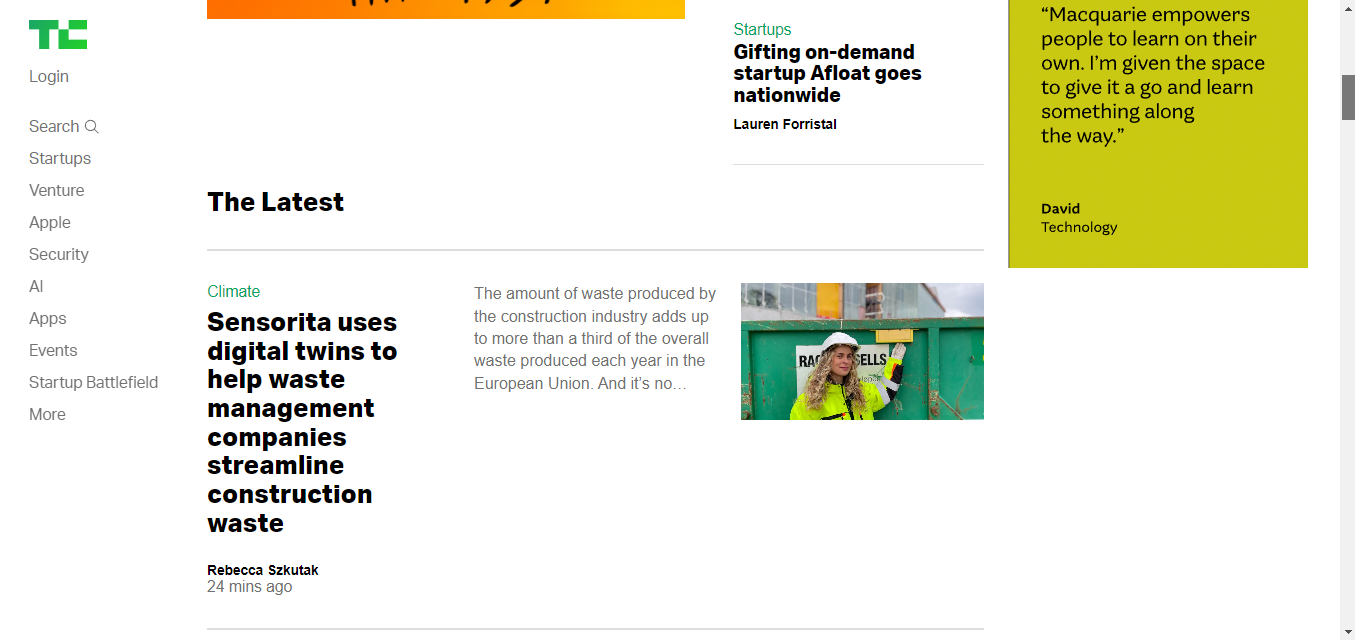 TC
Login
Search
Startups
Venture
Apple
Security
AI
Apps
Events
Startup Battlefield
More
Startups
Gifting on-demand
startup Afloat goes
nationwide
Lauren Forristal
The Latest
Climate
Sensorita uses
digital twins to
help waste
management
companies
streamline
construction
waste
Rebecca Szkutak
24 mins ago
The amount of waste produced by
the construction industry adds up
to more than a third of the overall
waste produced each year in the
European Union. And it’s no…
“Macquarie empowers
people to learn on their
own. I’m given the space
to give it a go and learn
something along
the way.”
David
Technology